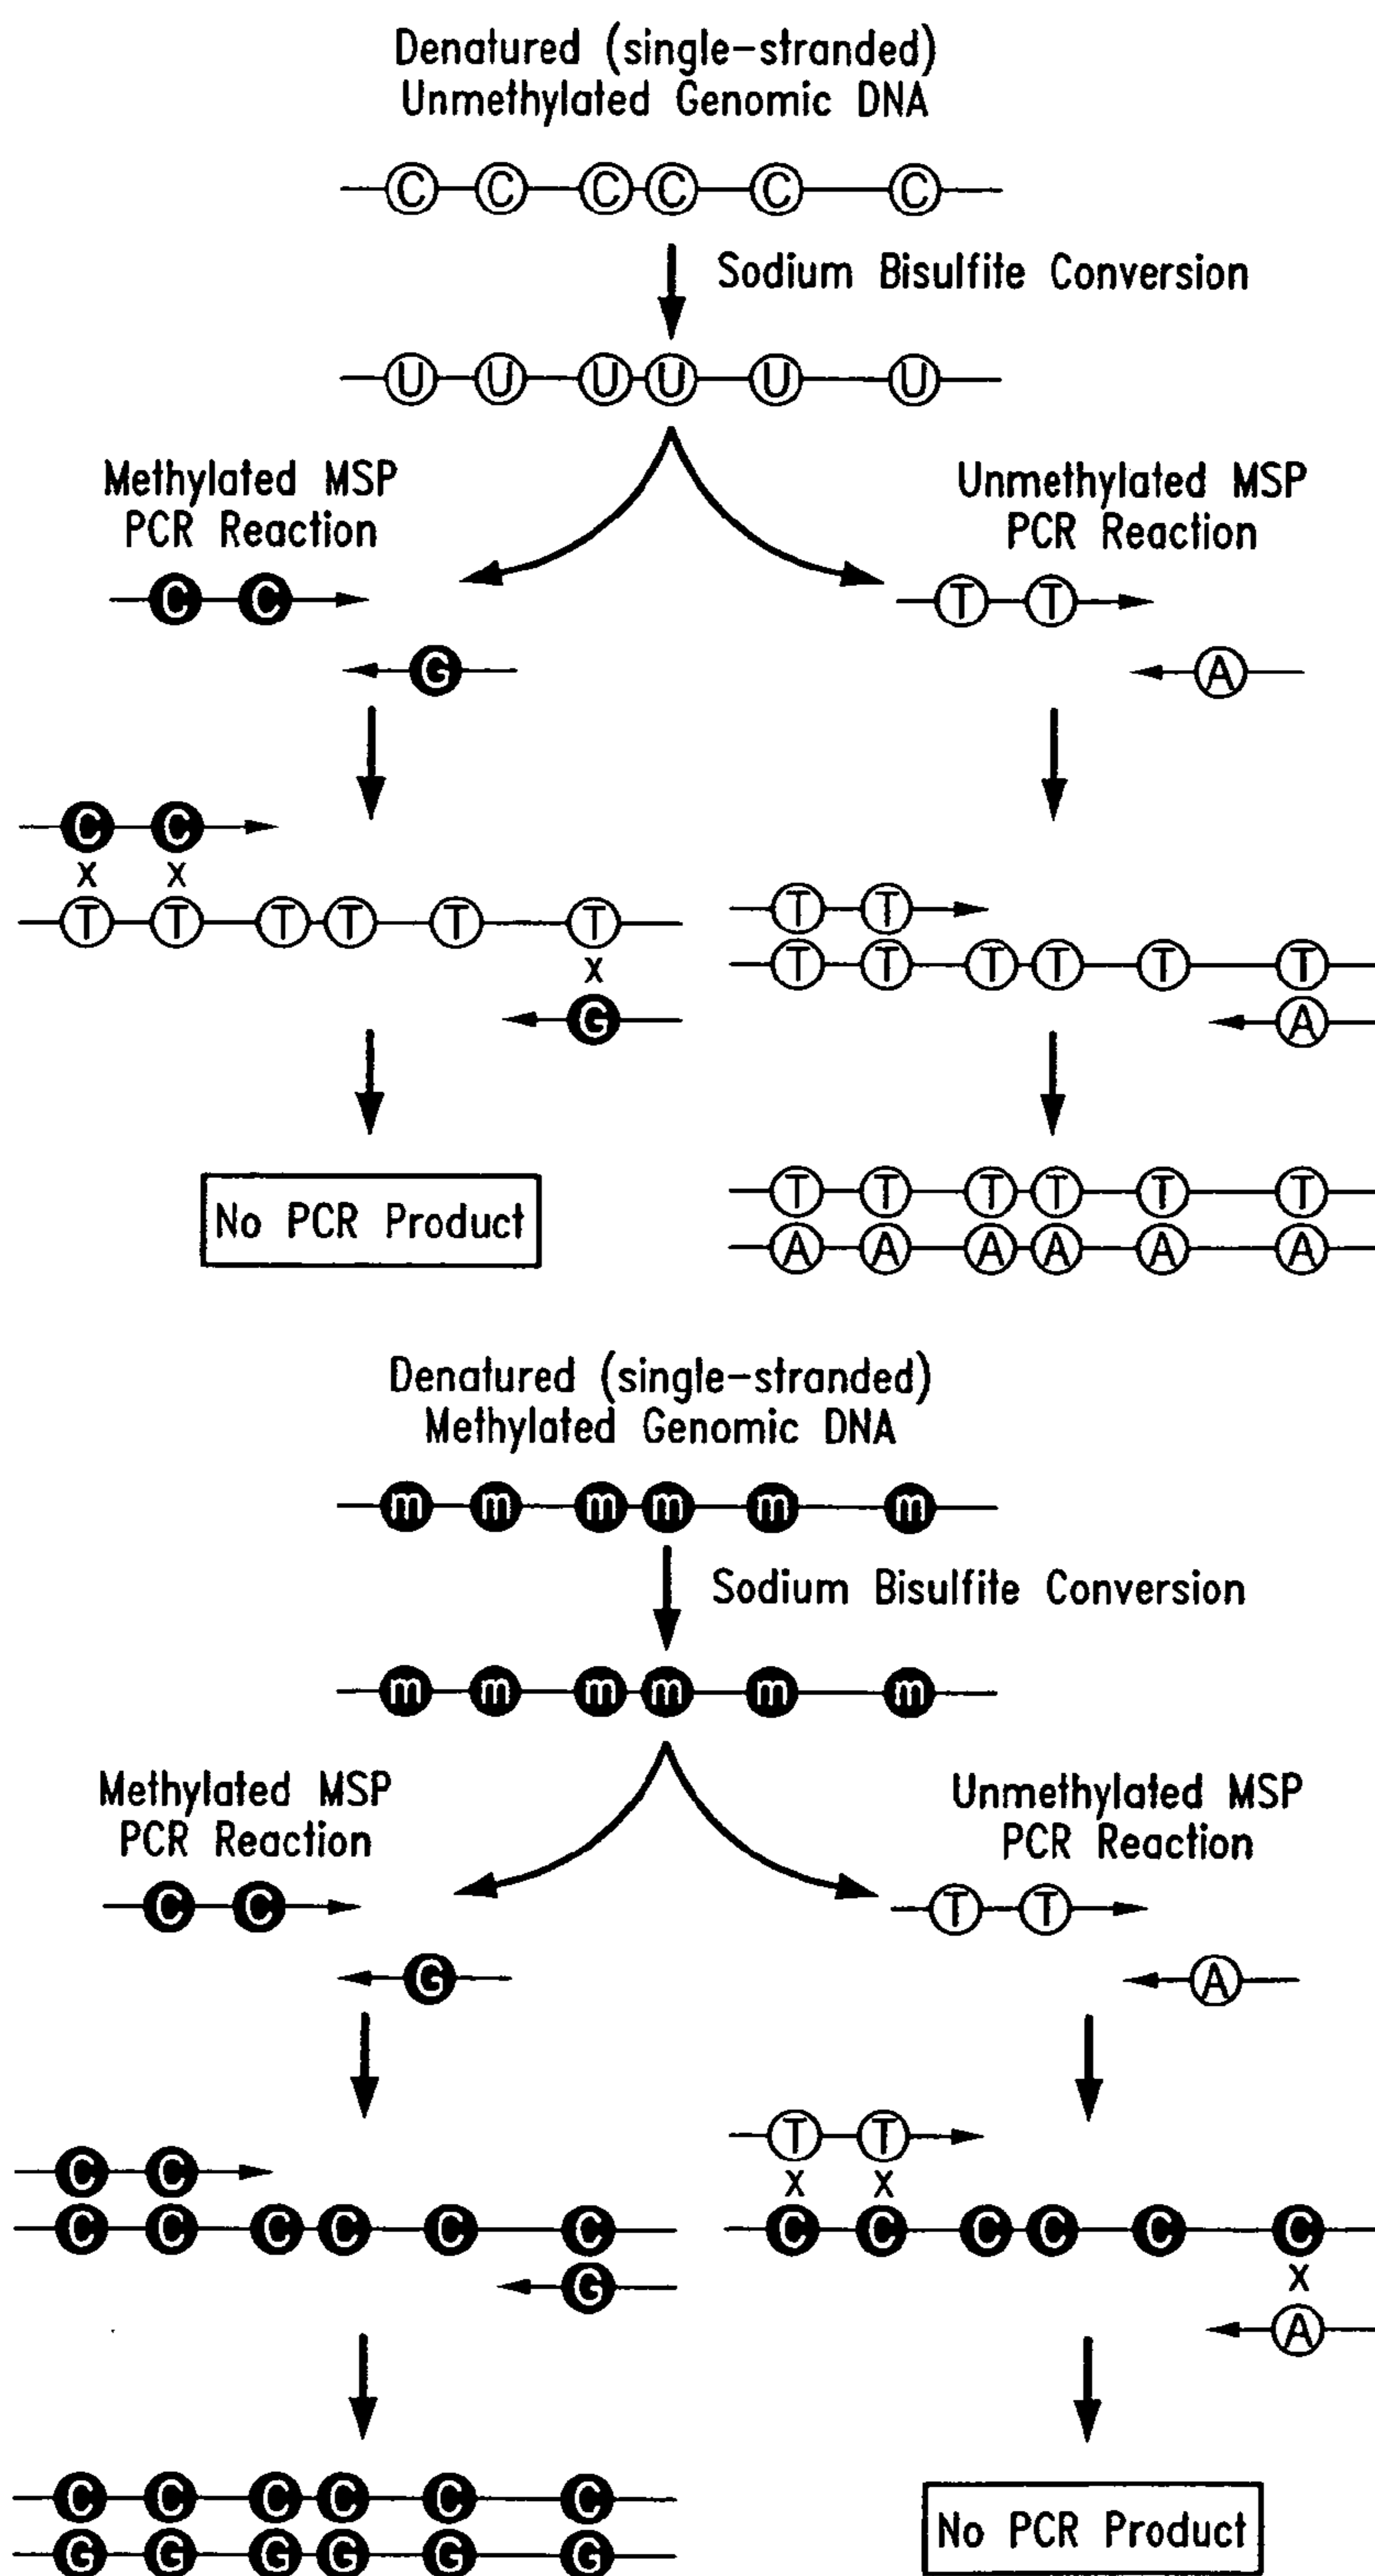 Denatured (single-stranded)
Unmethylated Genomic DNA
C C C C C C
Sodium Bisulfite Conversion
U U U U U U
Methylated MSP
PCR Reaction
C C
G
Unmethylated MSP
PCR Reaction
T T
A
C C
x x
T T T T T T
x
G
No PCR Product
T T
T T T T T T
A
T T T T T T
A A A A A A
Denatured (single-stranded)
Methylated Genomic DNA
m m m m m m
Sodium Bisulfite Conversion
m m m m m m
Methylated MSP
PCR Reaction
C C
G
Unmethylated MSP
PCR Reaction
T T
A
C C
C C C C C C
G
C C C C C C
G G G G G G
T T
x x
C C C C C C
x
A
No PCR Product